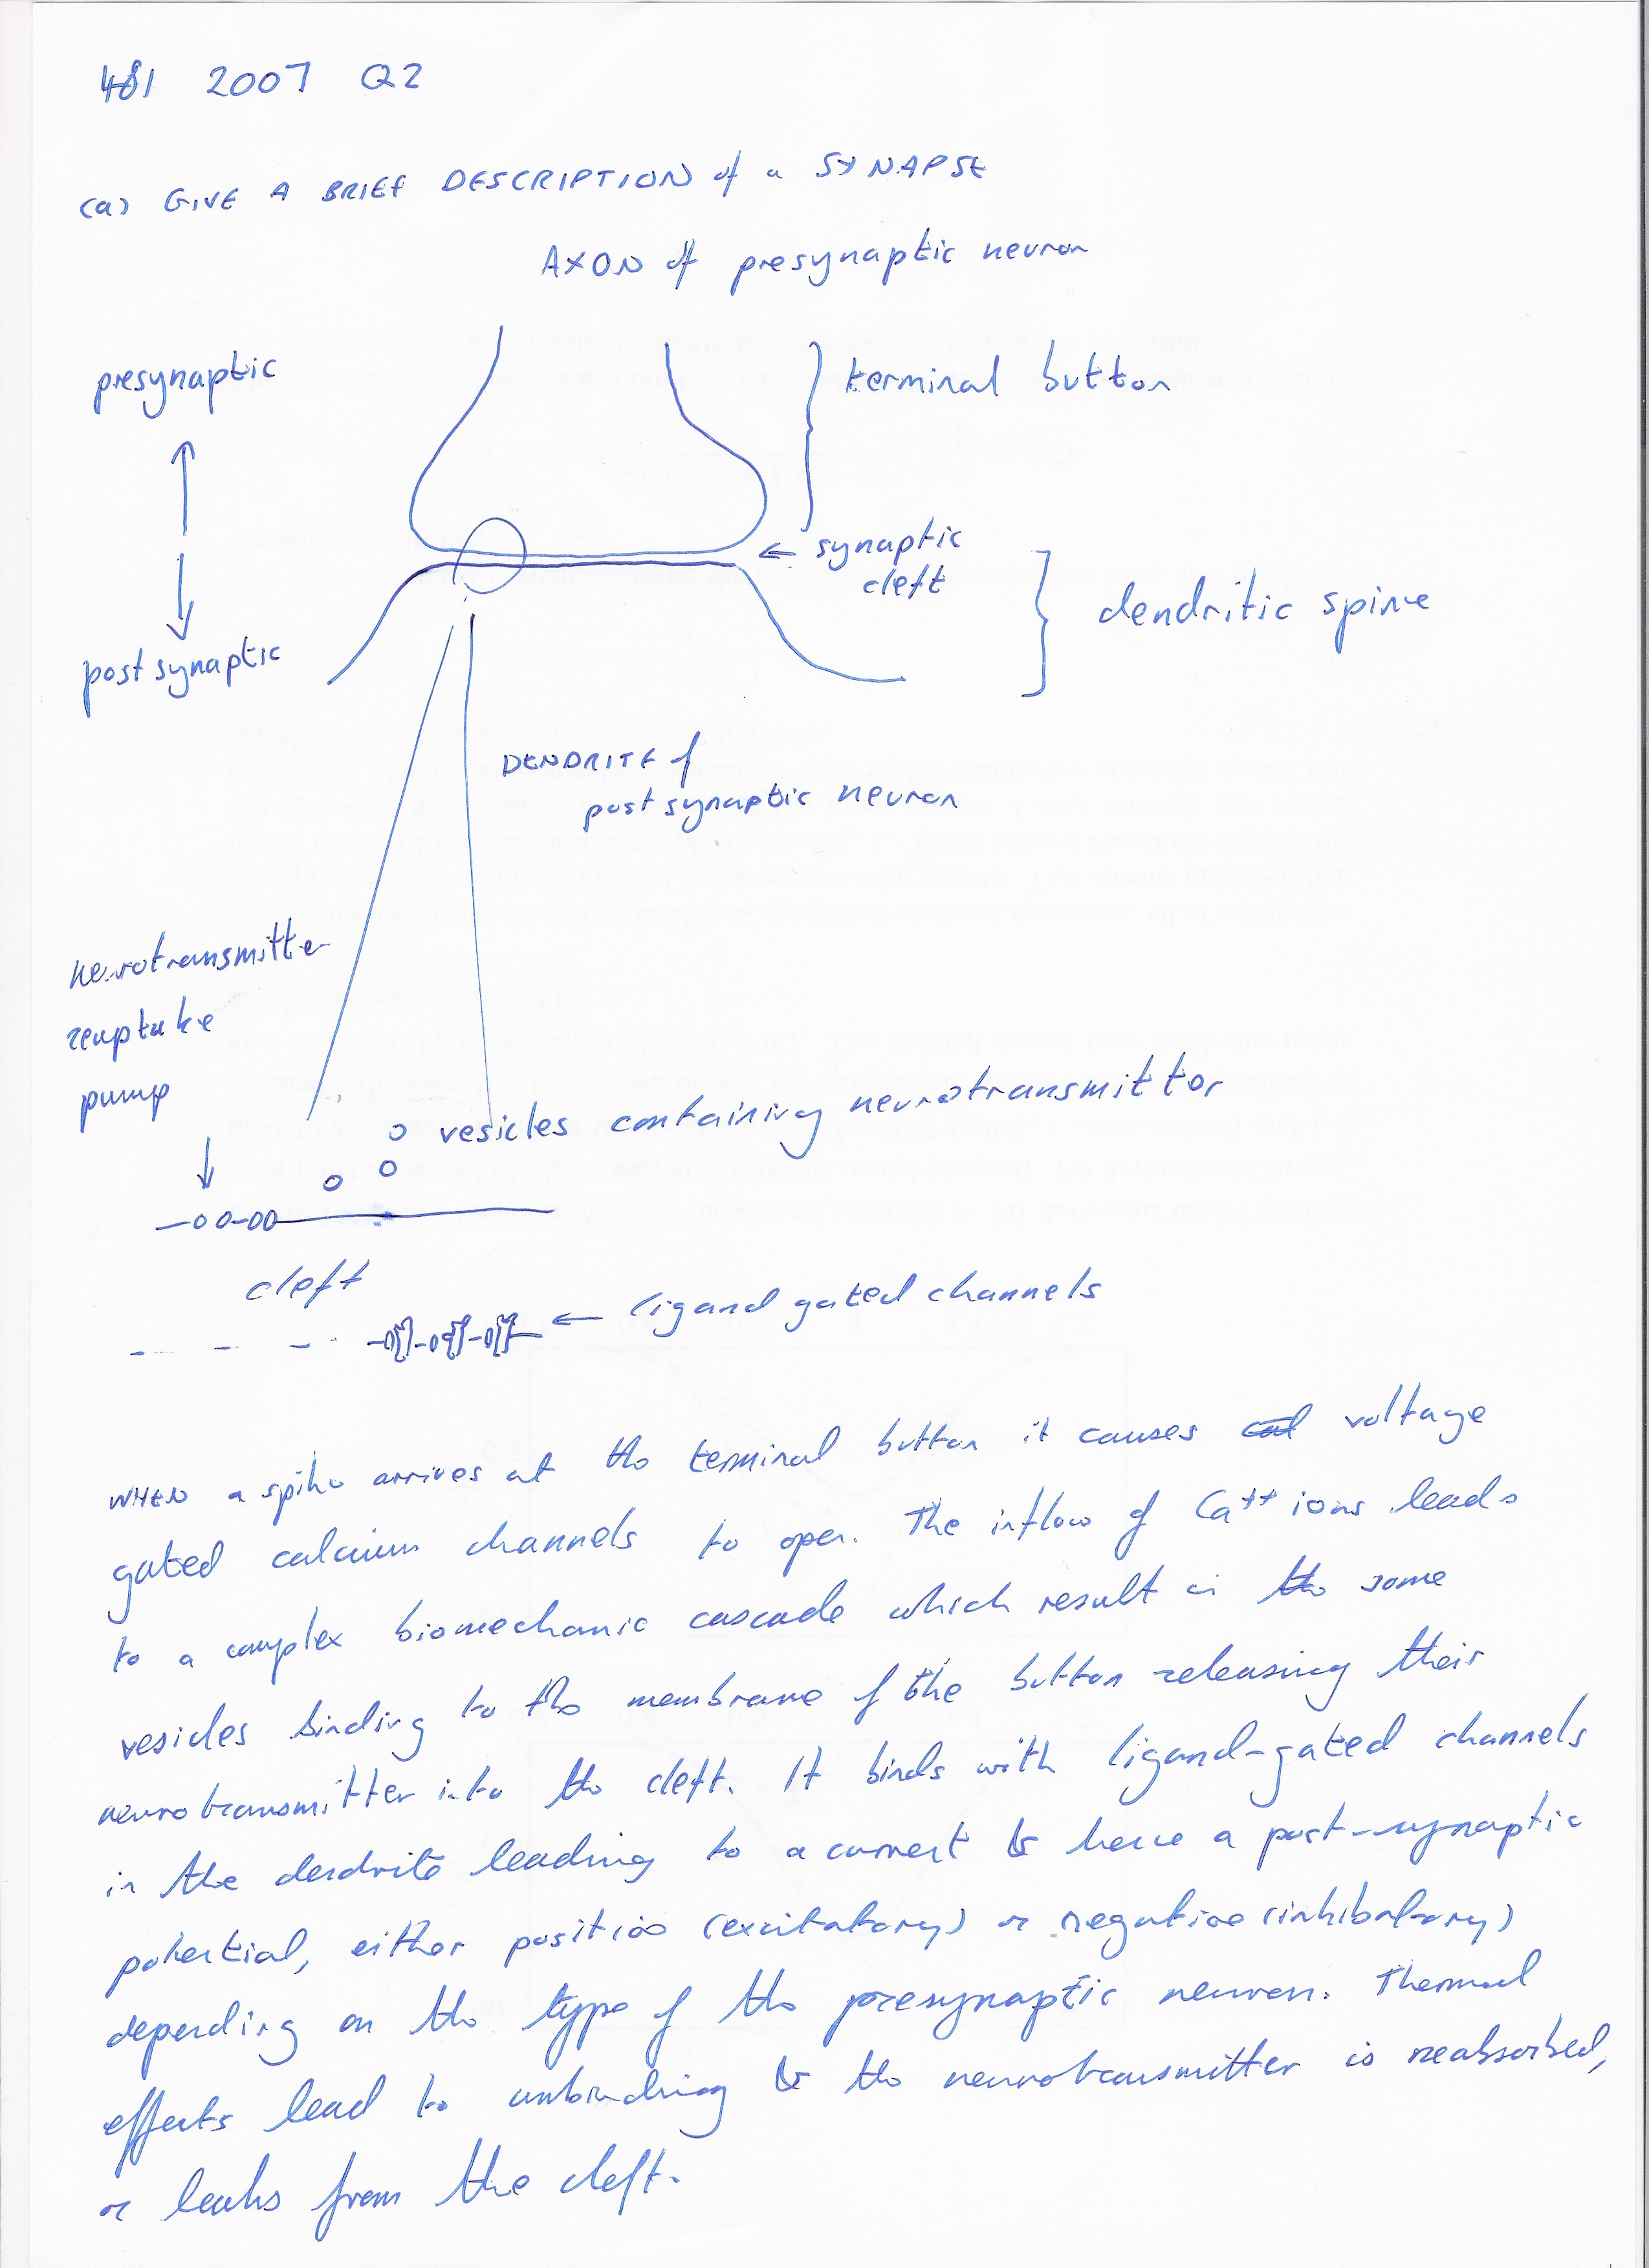 481 2007 Q2
(a) GIVE A BRIEF DESCRIPTION of a SYNAPSE
AXON of presynaptic neuron
presynaptic
terminal button
synaptic
cleft
dendritic spine
post synaptic
DENDRITE of
post synaptic neuron
neurotransmitter
reuptake
pump
vesicles containing neurotransmittor
cleft
ligand gated channels
WHEN a spike arrives at the terminal button it causes voltage
gated calcium channels to open. The inflow of Ca++ ions leads
to a complex biomechanic cascade which result in some
vesicles binding to the membrane of the button releasing their
neurotransmitter into the cleft. It binds with ligand-gated channels
in the dendrite leading to a current & hence a post-synaptic
potential, either positive (excitatory) or negative (inhibatory)
depending on the type of the presynaptic neuron. Thermal
effects lead to unbinding & the neurotransmitter is reabsorbed,
or leaks from the cleft.